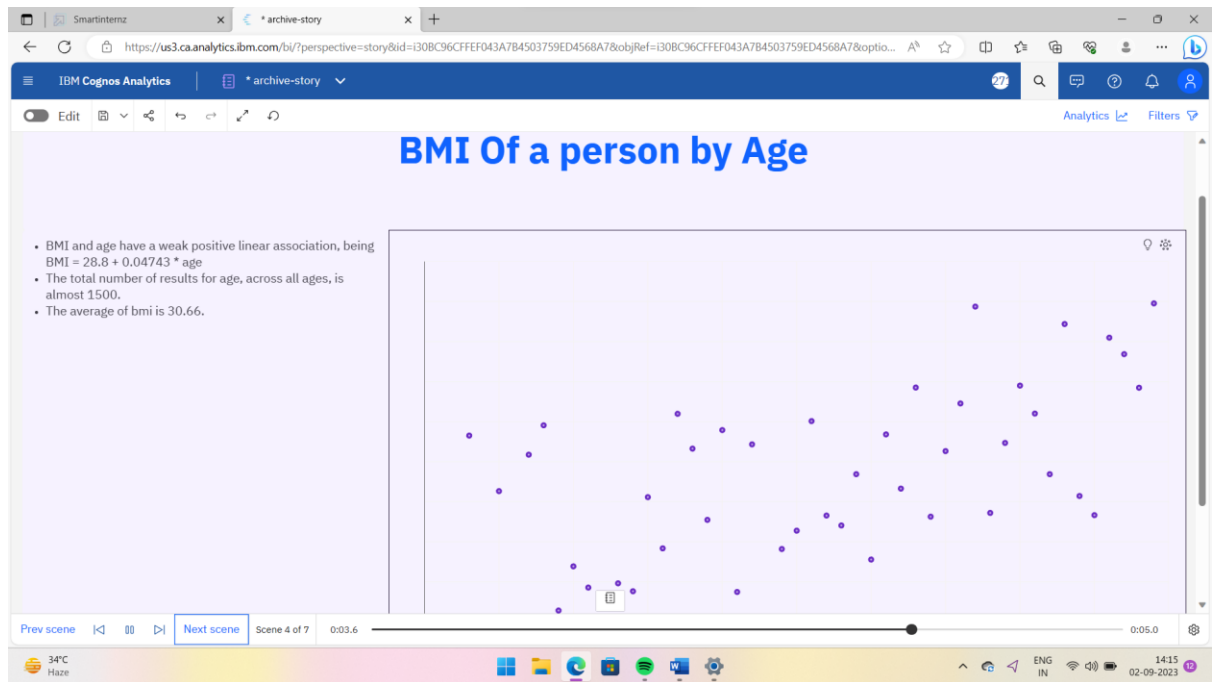 Smartinternz
* archive-story
https://us3.ca.analytics.ibm.com/bi/?perspective=story&id=i30BC96CFFEF043A7B4503759ED4568A7&objRef=i30BC96CFFEF043A7B4503759ED4568A7&optio...
IBM Cognos Analytics
* archive-story
Edit
Analytics
Filters
BMI Of a person by Age
• BMI and age have a weak positive linear association, being
BMI = 28.8 + 0.04743 * age
• The total number of results for age, across all ages, is
almost 1500.
• The average of bmi is 30.66.
Prev scene
Next scene
Scene 4 of 7
0:03.6
0:05.0
34°C
Haze
ENG
IN
14:15
02-09-2023
12